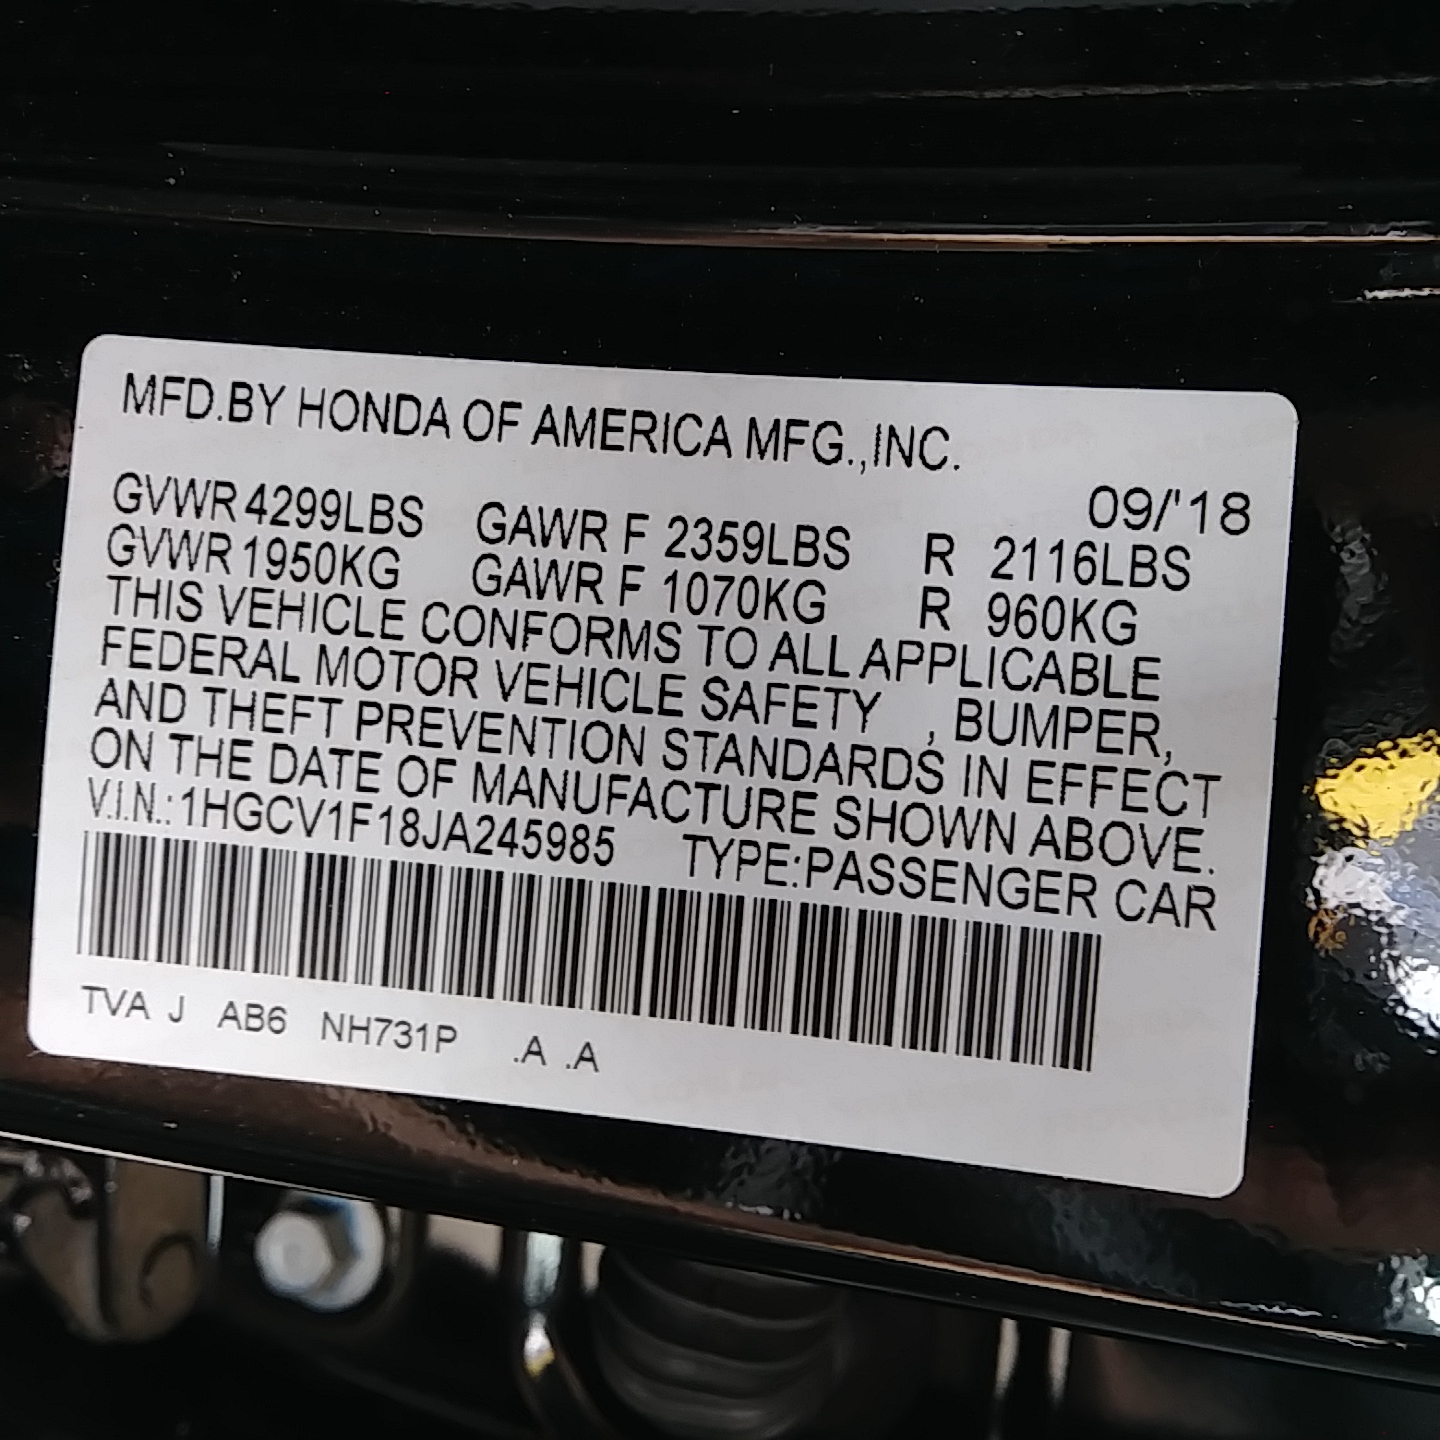 MFD.BY HONDA OF AMERICA MFG.,INC.
09/'18
GVWR 4299LBS GAWR F 2359LBS R 2116LBS
GVWR 1950KG GAWR F 1070KG R 960KG
THIS VEHICLE CONFORMS TO ALL APPLICABLE
FEDERAL MOTOR VEHICLE SAFETY , BUMPER,
AND THEFT PREVENTION STANDARDS IN EFFECT
ON THE DATE OF MANUFACTURE SHOWN ABOVE.
V.I.N.: 1HGCV1F18JA245985 TYPE:PASSENGER CAR
TVA J AB6 NH731P .A .A